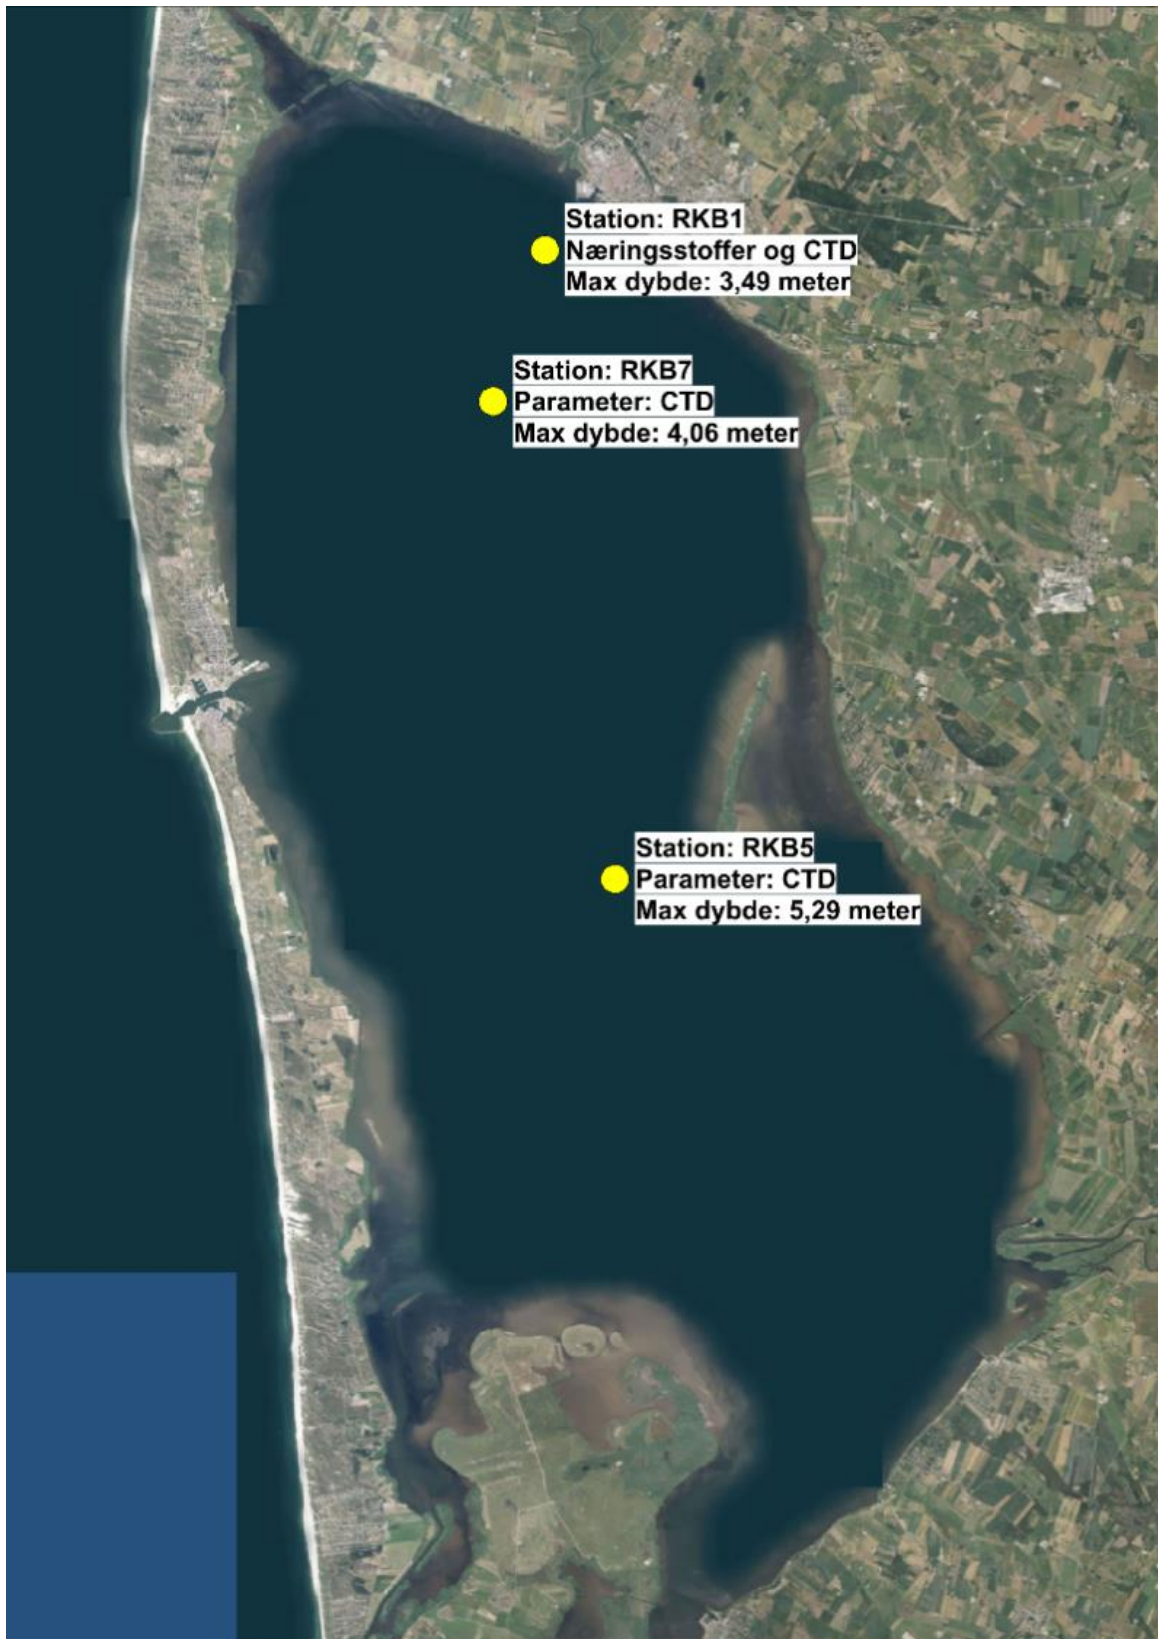 Station: RKB1
Næringsstoffer og CTD
Max dybde: 3,49 meter
Station: RKB7
Parameter: CTD
Max dybde: 4,06 meter
Station: RKB5
Parameter: CTD
Max dybde: 5,29 meter